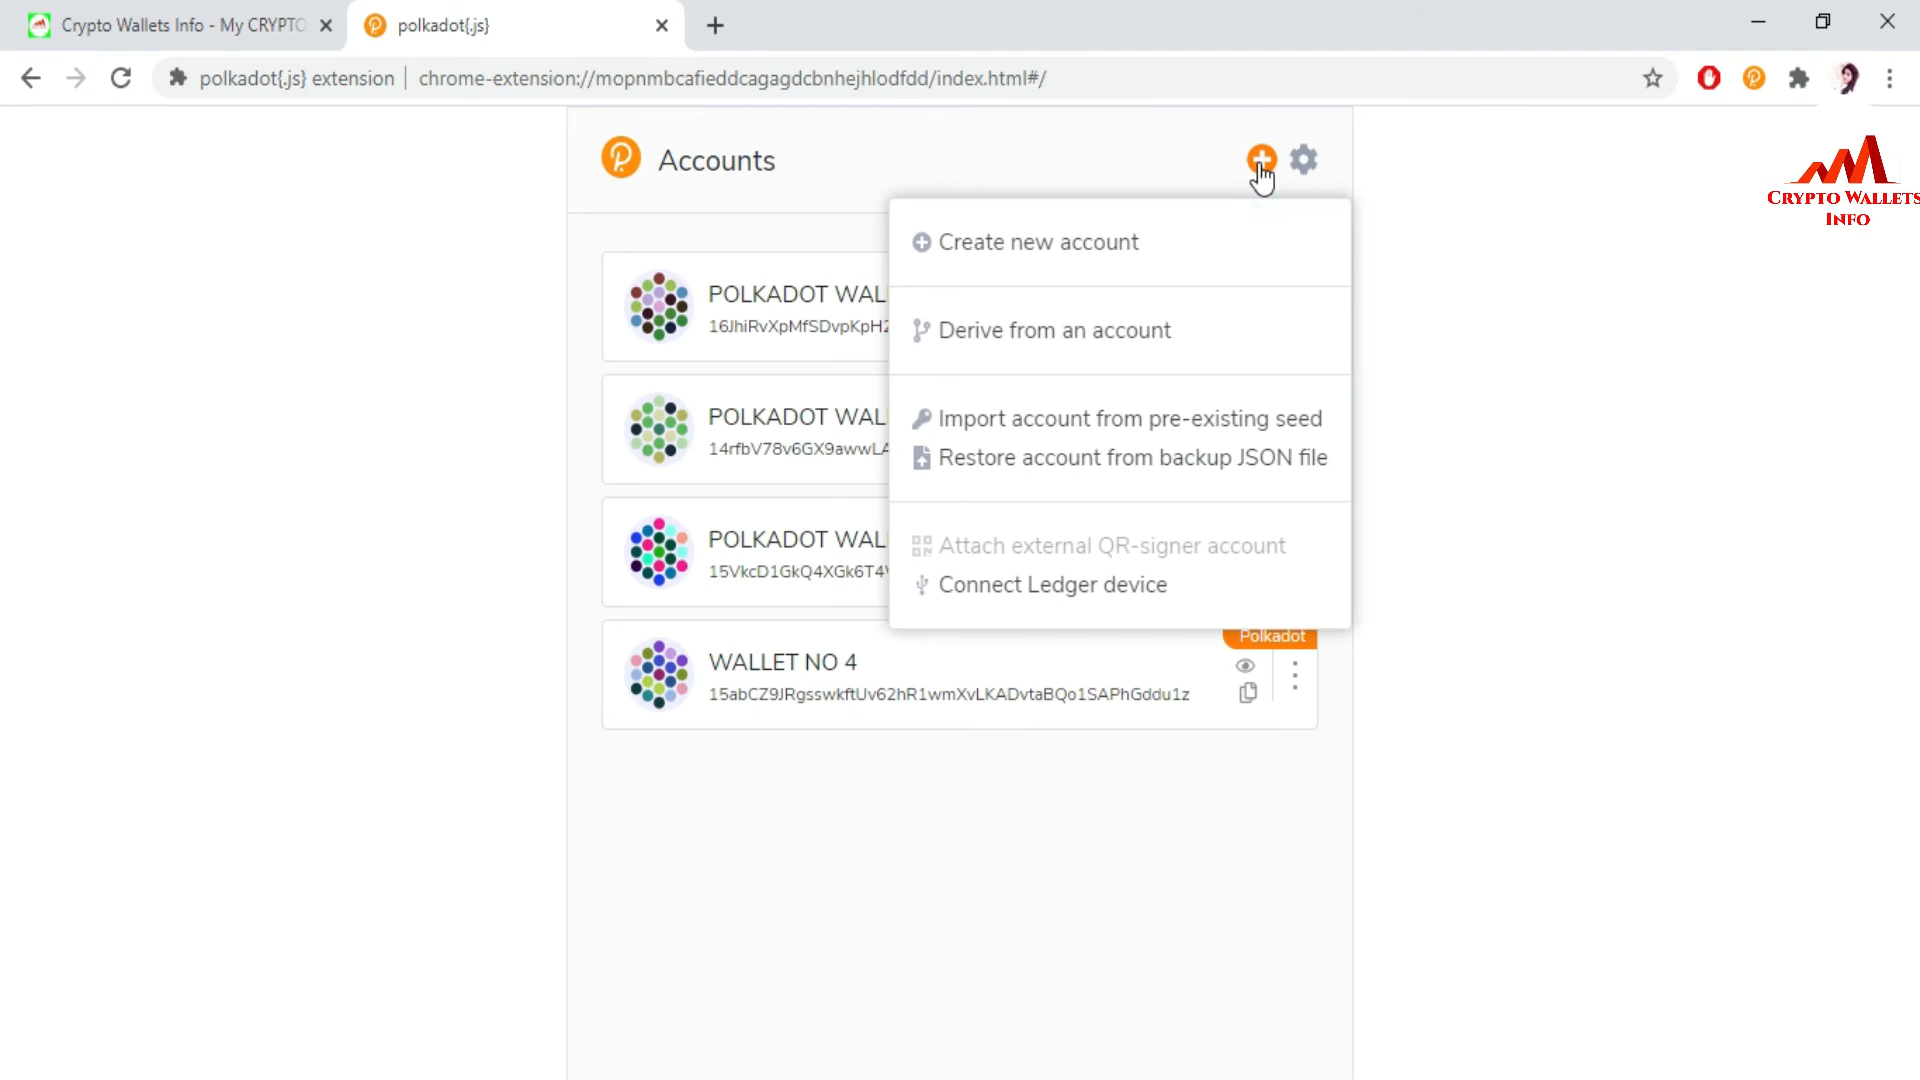 Crypto Wallets Info - My CRYPTO
polkadot{.js}
polkadot{.js} extension
chrome-extension://mopnmbcafieddcagagdcbnhejhlodfdd/index.html#/
CRYPTO WALLETS
INFO
Accounts
Create new account
Derive from an account
Import account from pre-existing seed
Restore account from backup JSON file
Attach external QR-signer account
Connect Ledger device
POLKADOT WAL
16JhiRvXpMfSDvpKpH2
POLKADOT WAL
14rfbV78v6GX9awwLA
POLKADOT WAL
15VkcD1GkQ4XGk6T4
Polkadot
WALLET NO 4
15abCZ9JRgsswkftUv62hR1wmXvLKADvtaBQo1SAPhGddu1z